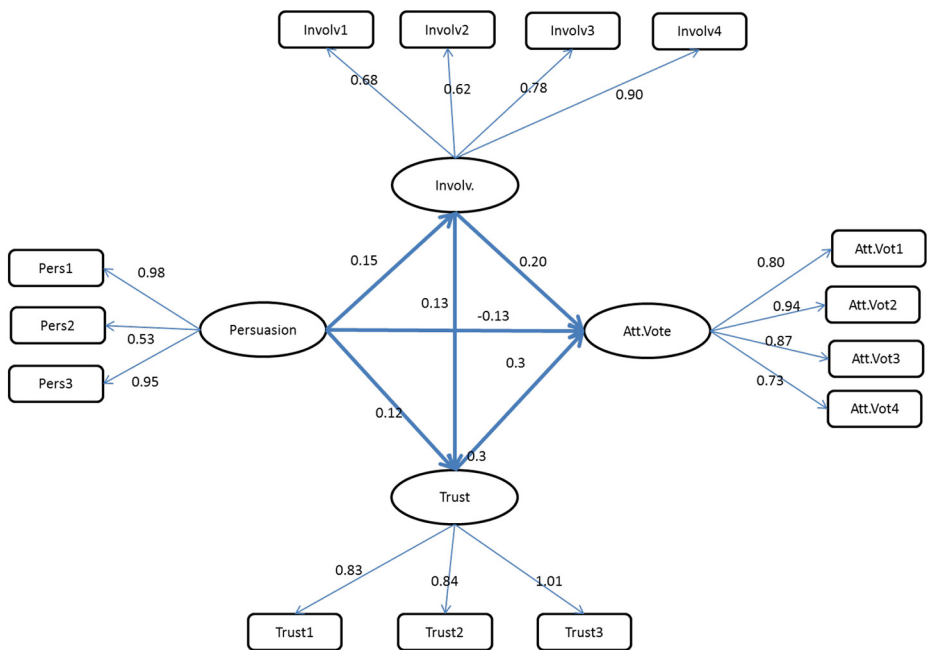 Involv1
Involv2
Involv3
Involv4
0.68
0.62
0.78
0.90
Involv.
0.15
0.20
0.13
-0.13
Pers1
Pers2
Pers3
0.98
0.53
0.95
Persuasion
Att.Vote
0.80
0.94
0.87
0.73
Att.Vot1
Att.Vot2
Att.Vot3
Att.Vot4
0.12
0.3
0.3
Trust
0.83
0.84
1.01
Trust1
Trust2
Trust3